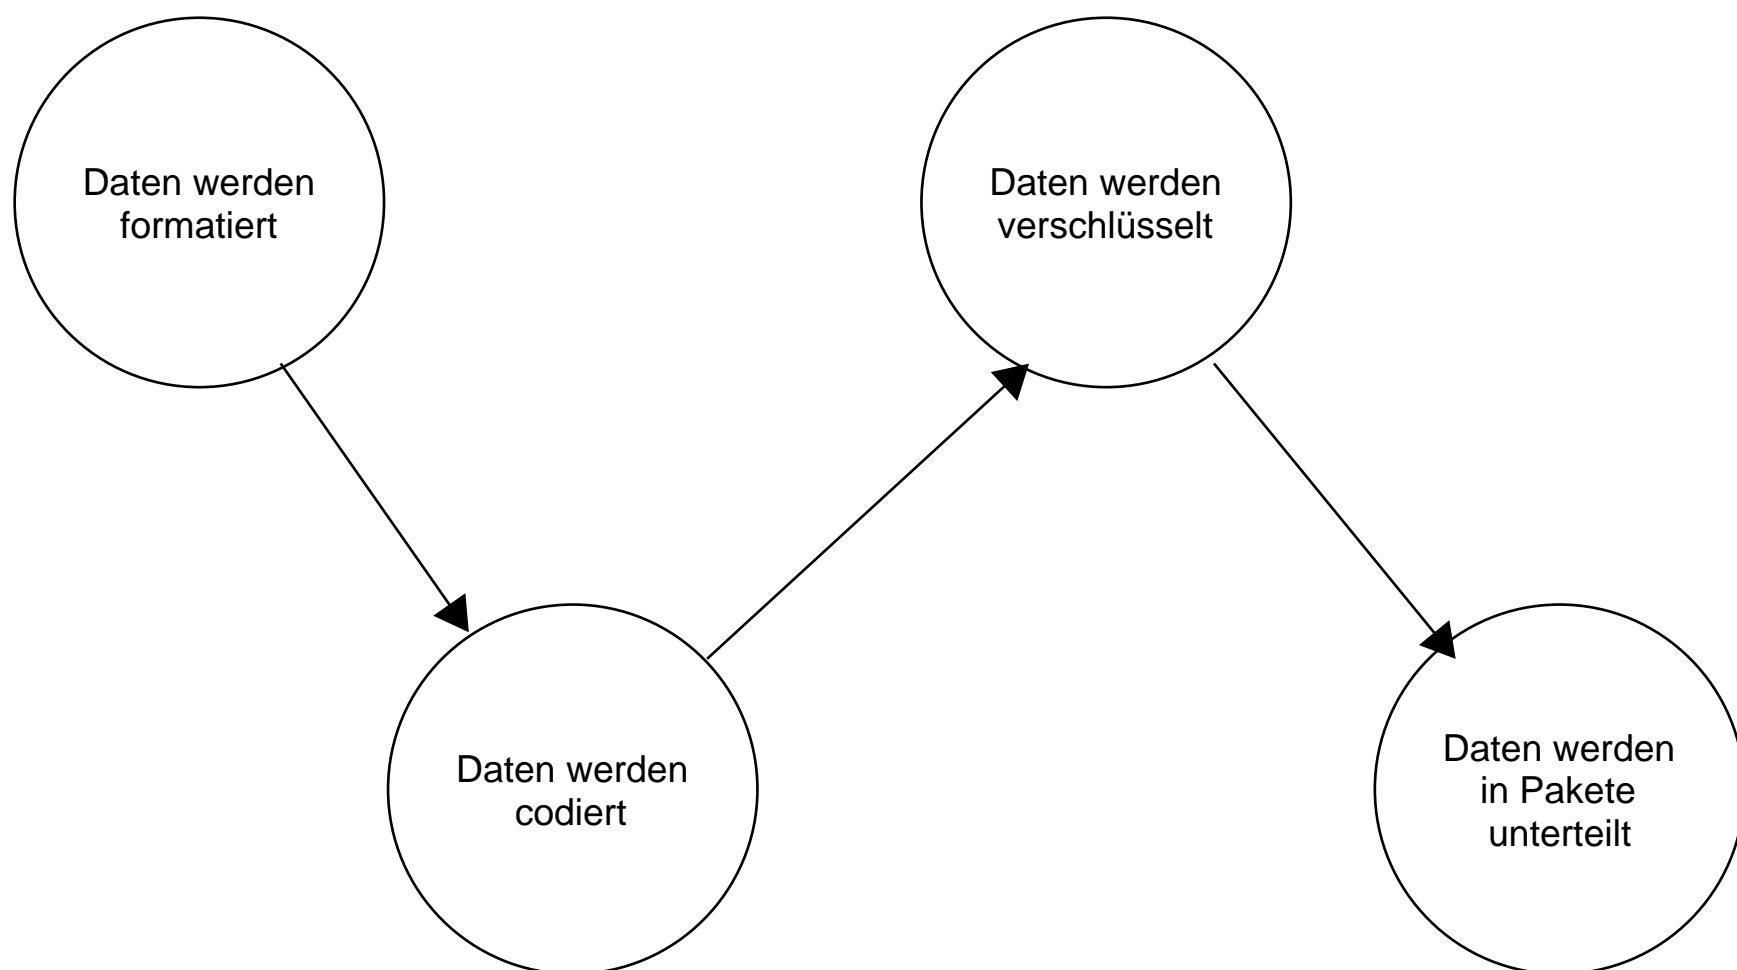 Daten werden
formatiert
Daten werden
codiert
Daten werden
verschlüsselt
Daten werden
in Pakete
unterteilt